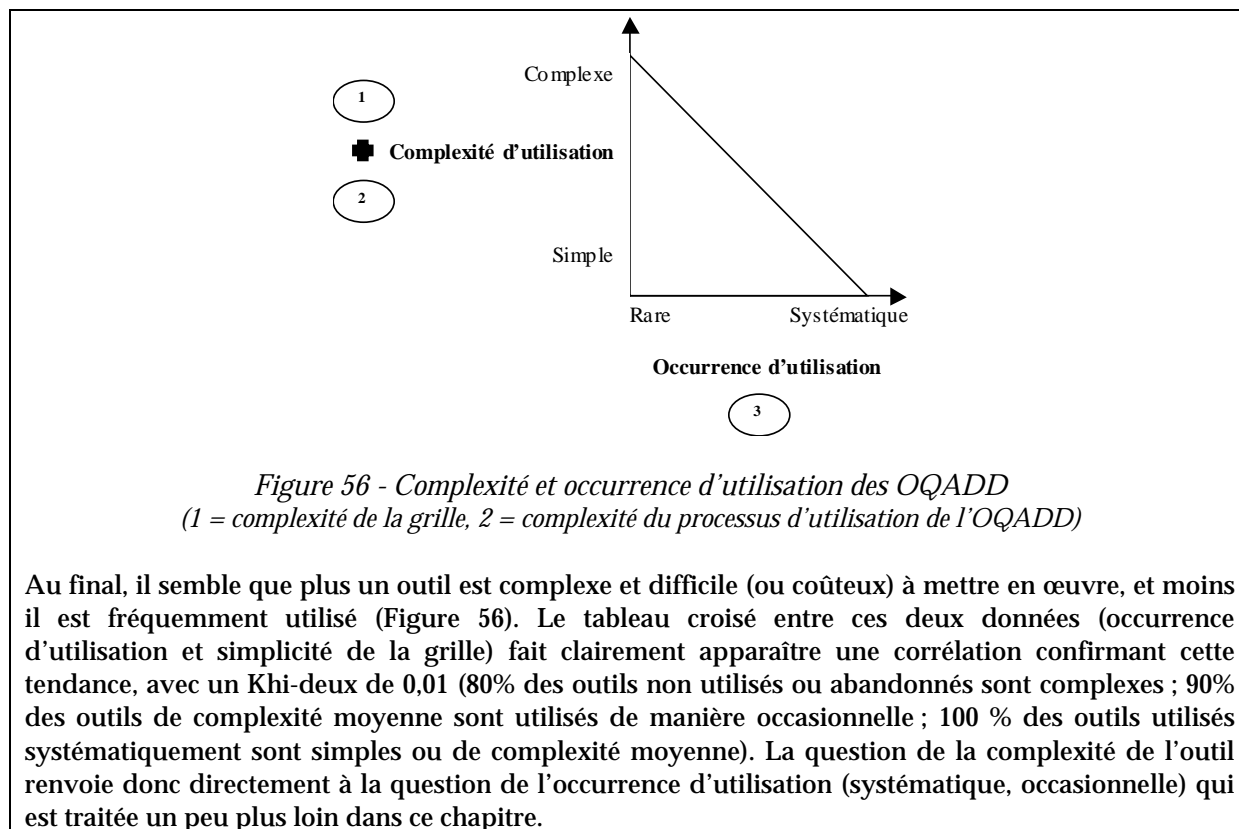 Complexe
1
Complexité d'utilisation
2
Simple
Rare Systématique
Occurrence d'utilisation
3
Figure 56 - Complexité et occurrence d'utilisation des OQADD
(1 = complexité de la grille, 2 = complexité du processus d'utilisation de l'OQADD)
Au final, il semble que plus un outil est complexe et difficile (ou coûteux) à mettre en œuvre, et moins
il est fréquemment utilisé (Figure 56). Le tableau croisé entre ces deux données (occurrence
d'utilisation et simplicité de la grille) fait clairement apparaître une corrélation confirmant cette
tendance, avec un Khi-deux de 0,01 (80% des outils non utilisés ou abandonnés sont complexes ; 90%
des outils de complexité moyenne sont utilisés de manière occasionnelle ; 100 % des outils utilisés
systématiquement sont simples ou de complexité moyenne). La question de la complexité de l'outil
renvoie donc directement à la question de l'occurrence d'utilisation (systématique, occasionnelle) qui
est traitée un peu plus loin dans ce chapitre.